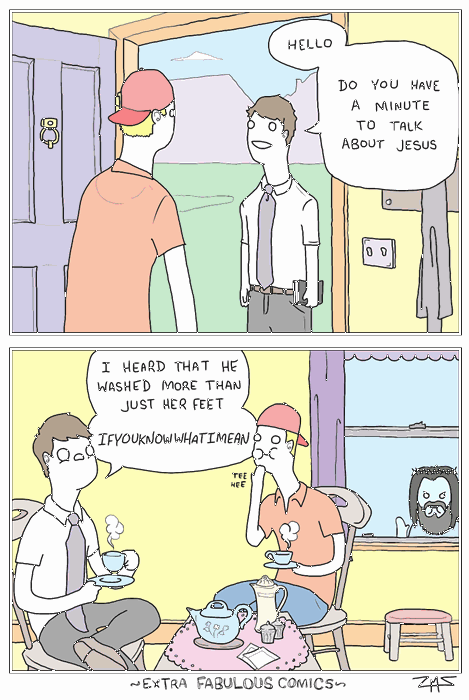 HELLO
DO YOU HAVE
A MINUTE
TO TALK
ABOUT JESUS
I HEARD THAT HE
WASHED MORE THAN
JUST HER FEET
IFYOUKNOWWHATIMEAN
TEE
HEE
~EXTRA FABULOUS COMICS~
ZAS